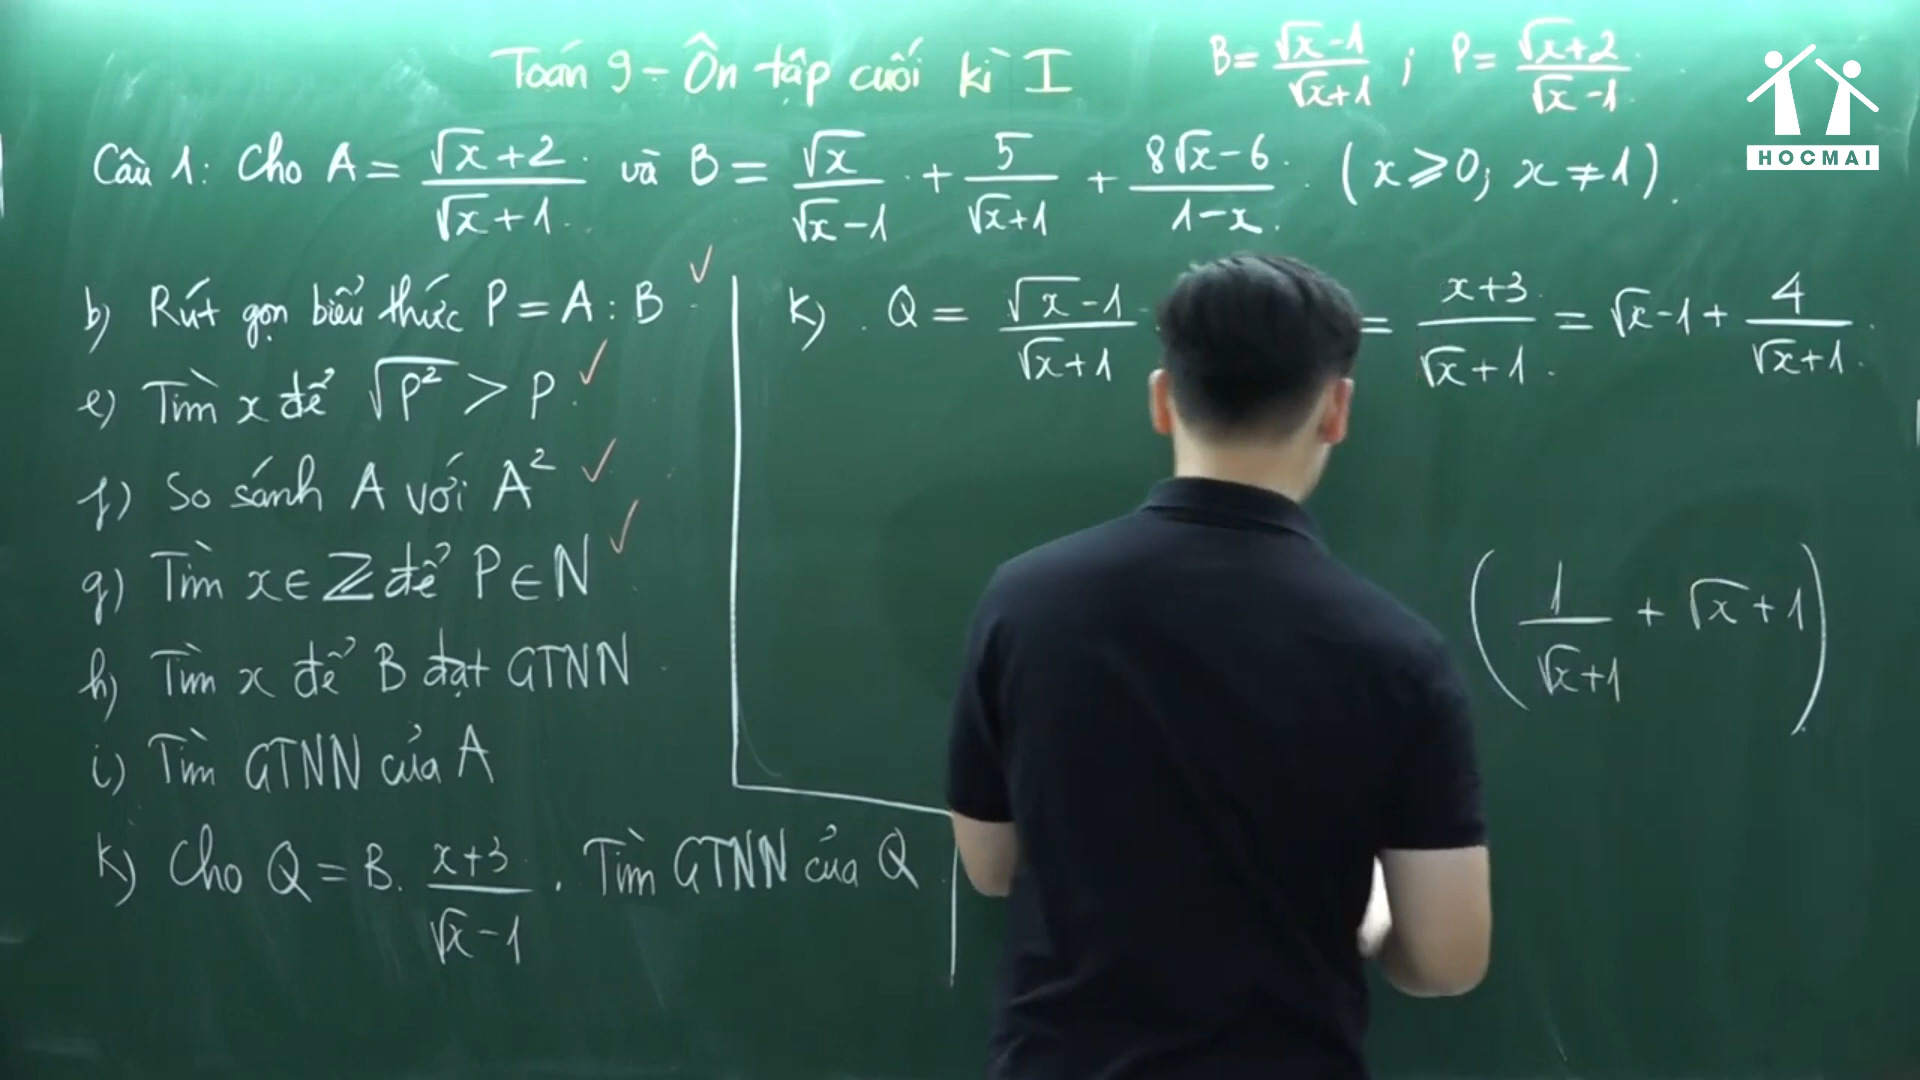 Toán 9 - Ôn tập cuối kì I
B = (√x - 1)/(√x + 1) ; P = (√x + 2)/(√x - 1)
HOCMAI
Câu 1: Cho A = (√x + 2)/(√x + 1) và B = √x/(√x - 1) + 5/(√x + 1) + (8√x - 6)/(1 - x) (x ⩾ 0; x ≠ 1).
b) Rút gọn biểu thức P = A : B
e) Tìm x để √P² > P
f) So sánh A với A²
g) Tìm x ∈ Z để P ∈ N
h) Tìm x để B đạt GTNN
i) Tìm GTNN của A
K) Cho Q = B. (x + 3)/(√x - 1) . Tìm GTNN của Q
K) Q = (√x - 1)/(√x + 1) = (x + 3)/(√x + 1) = √x - 1 + 4/(√x + 1)
(1/(√x + 1) + √x + 1)